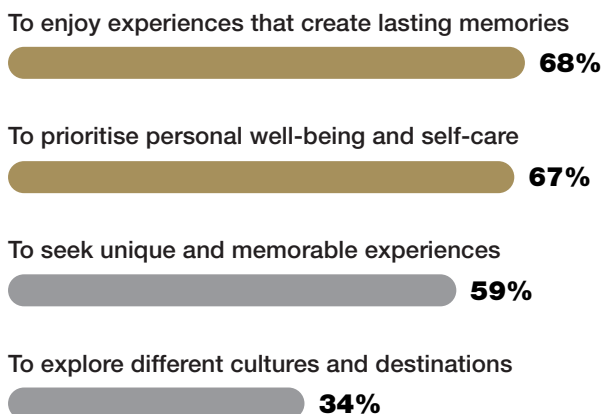 To enjoy experiences that create lasting memories
68%
To prioritise personal well-being and self-care
67%
To seek unique and memorable experiences
59%
To explore different cultures and destinations
34%